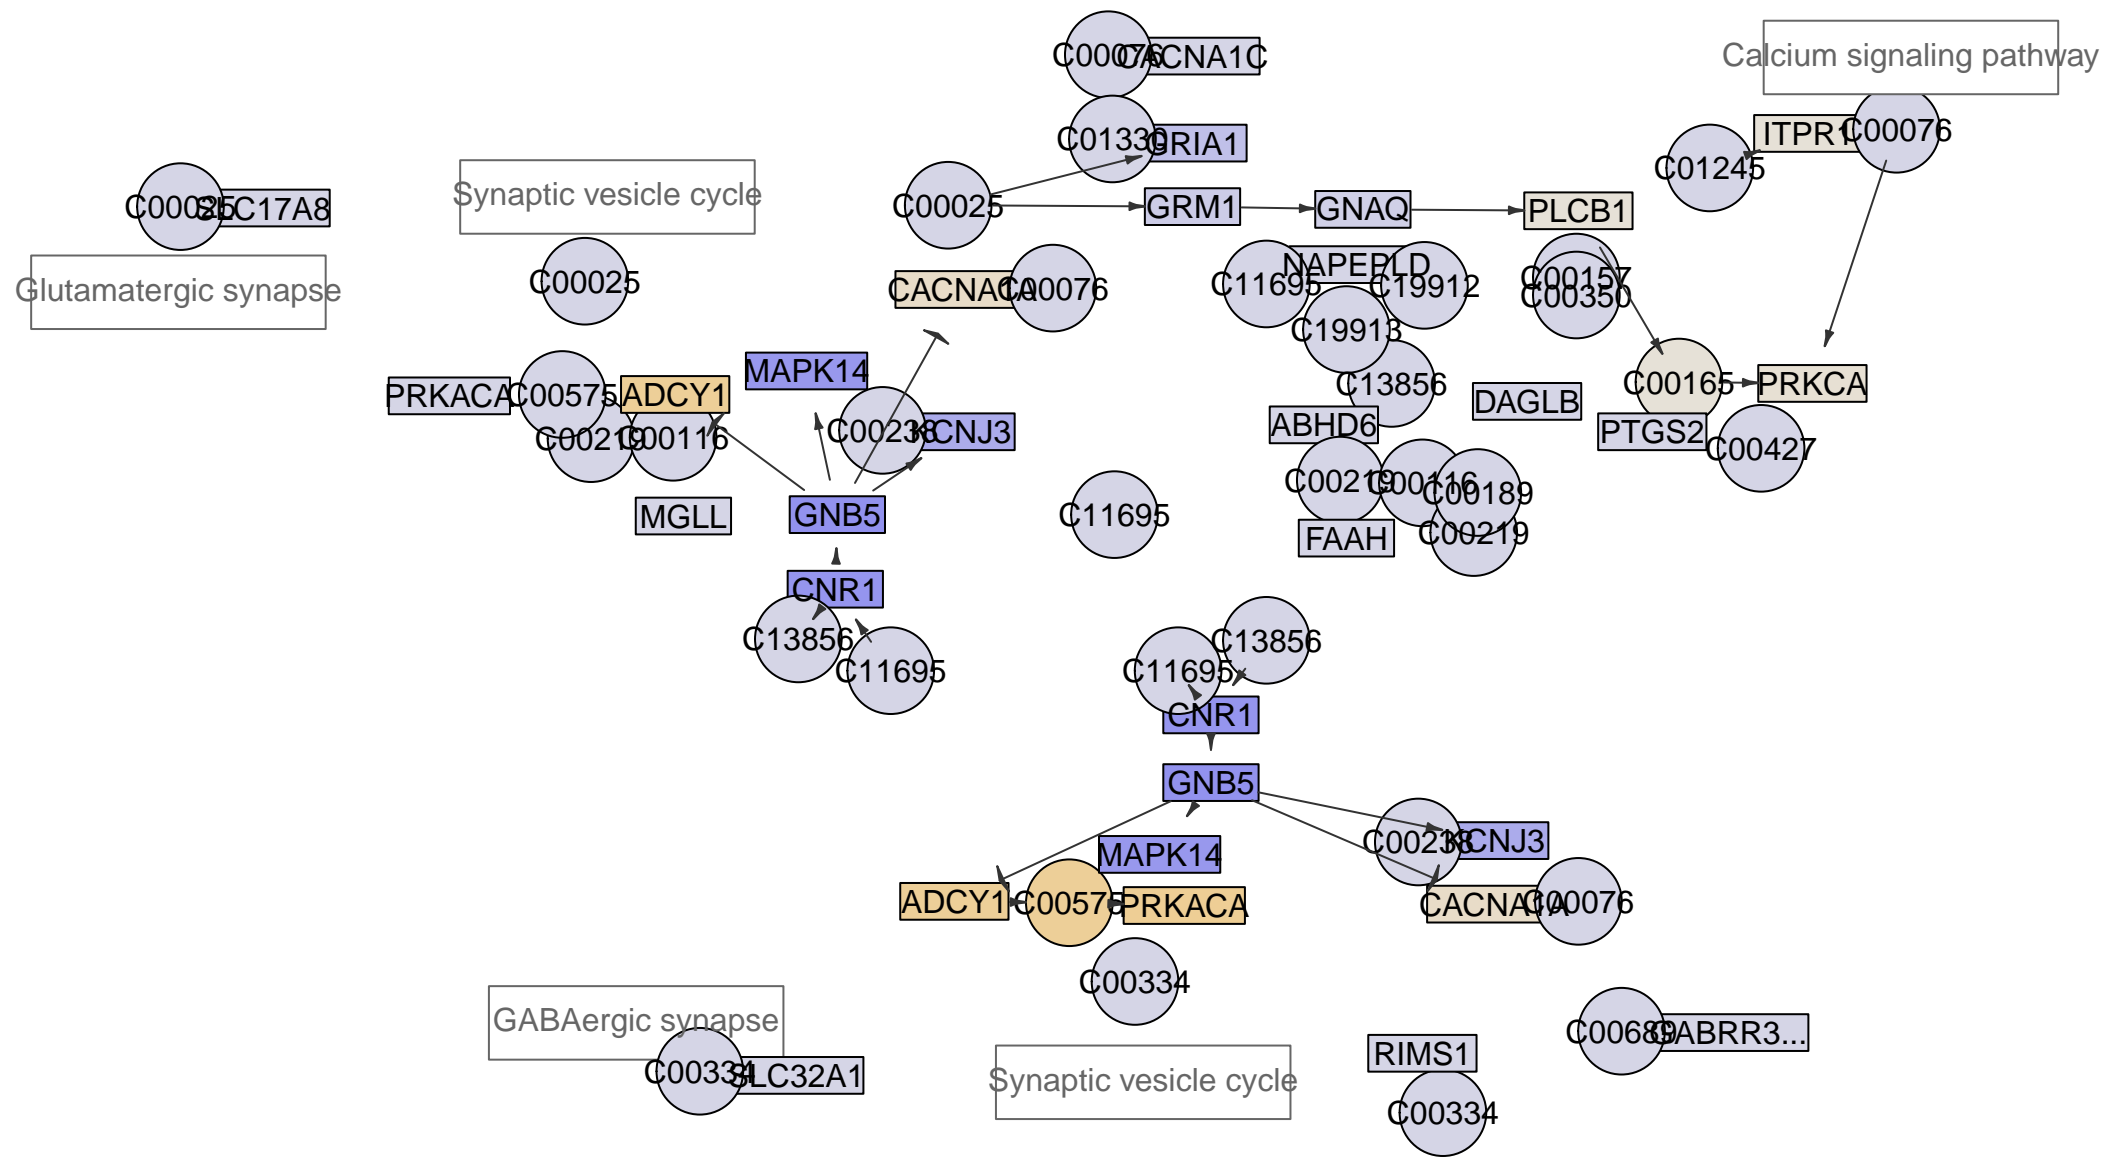 C00076
CACNA1C
Calcium signaling pathway
C01330
GRIA1
ITPR1
C00076
C01245
C00025
SLC17A8
Synaptic vesicle cycle
C00025
GRM1
GNAQ
PLCB1
Glutamatergic synapse
C00025
CACNA1A
C00076
C11695
NAPEPLD
C19912
C00157
C00350
C19913
MAPK14
PRKACA
C00575
ADCY1
C13856
DAGLB
C00165
PRKCA
C00219
C00116
C00238
KCNJ3
ABHD6
PTGS2
C00427
MGLL
GNB5
C11695
C00219
C00116
C00189
FAAH
C00219
CNR1
C13856
C11695
C13856
C11695
CNR1
GNB5
MAPK14
C00238
KCNJ3
ADCY1
C00575
PRKACA
CACNA1A
C00076
C00334
GABAergic synapse
C00334
SLC32A1
Synaptic vesicle cycle
RIMS1
C00334
C00689
GABRR3...